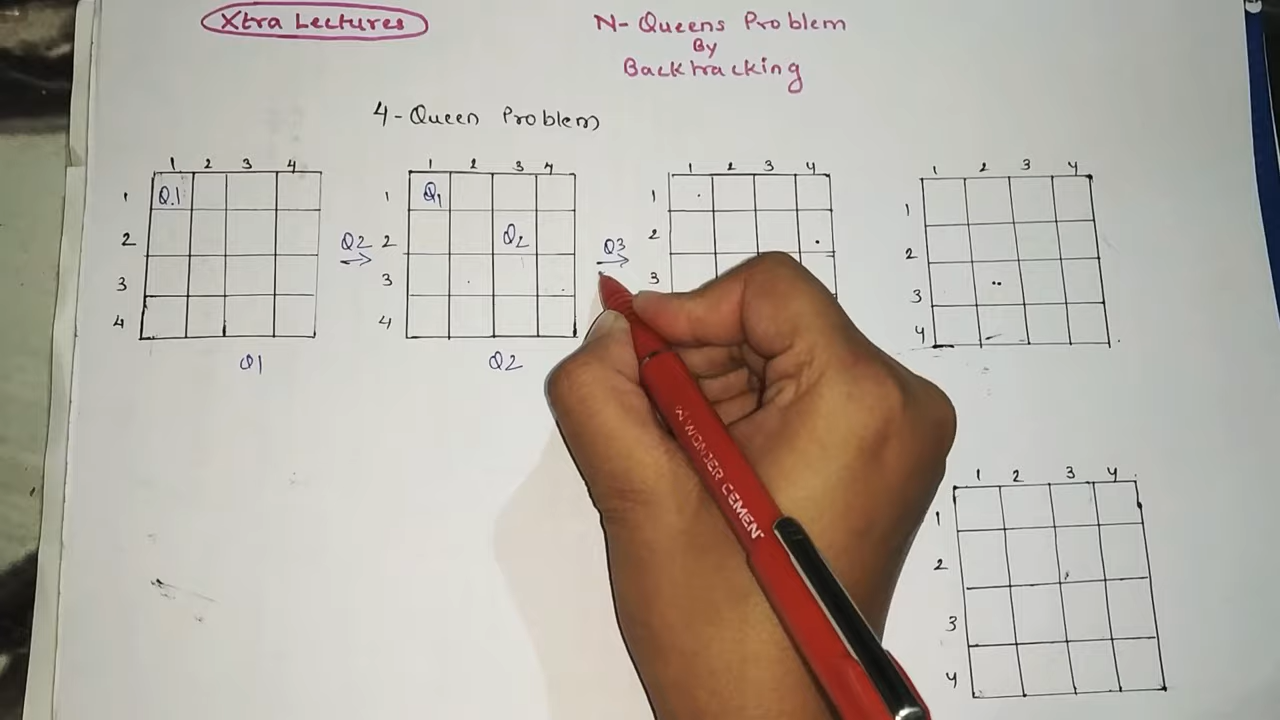 Xtra Lectures
N-Queens Problem
By
Backtracking
4-Queen Problem
1 2 3 4
1 Q1
2
3
4
Q1
Q2
1 2 3 4
1 Q1
2 Q2
3
4
Q2
Q3
1 2 3 4
1
2
3
1 2 3 4
1
2
3
4
1 2 3 4
1
2
3
4
WONDER CEMENT